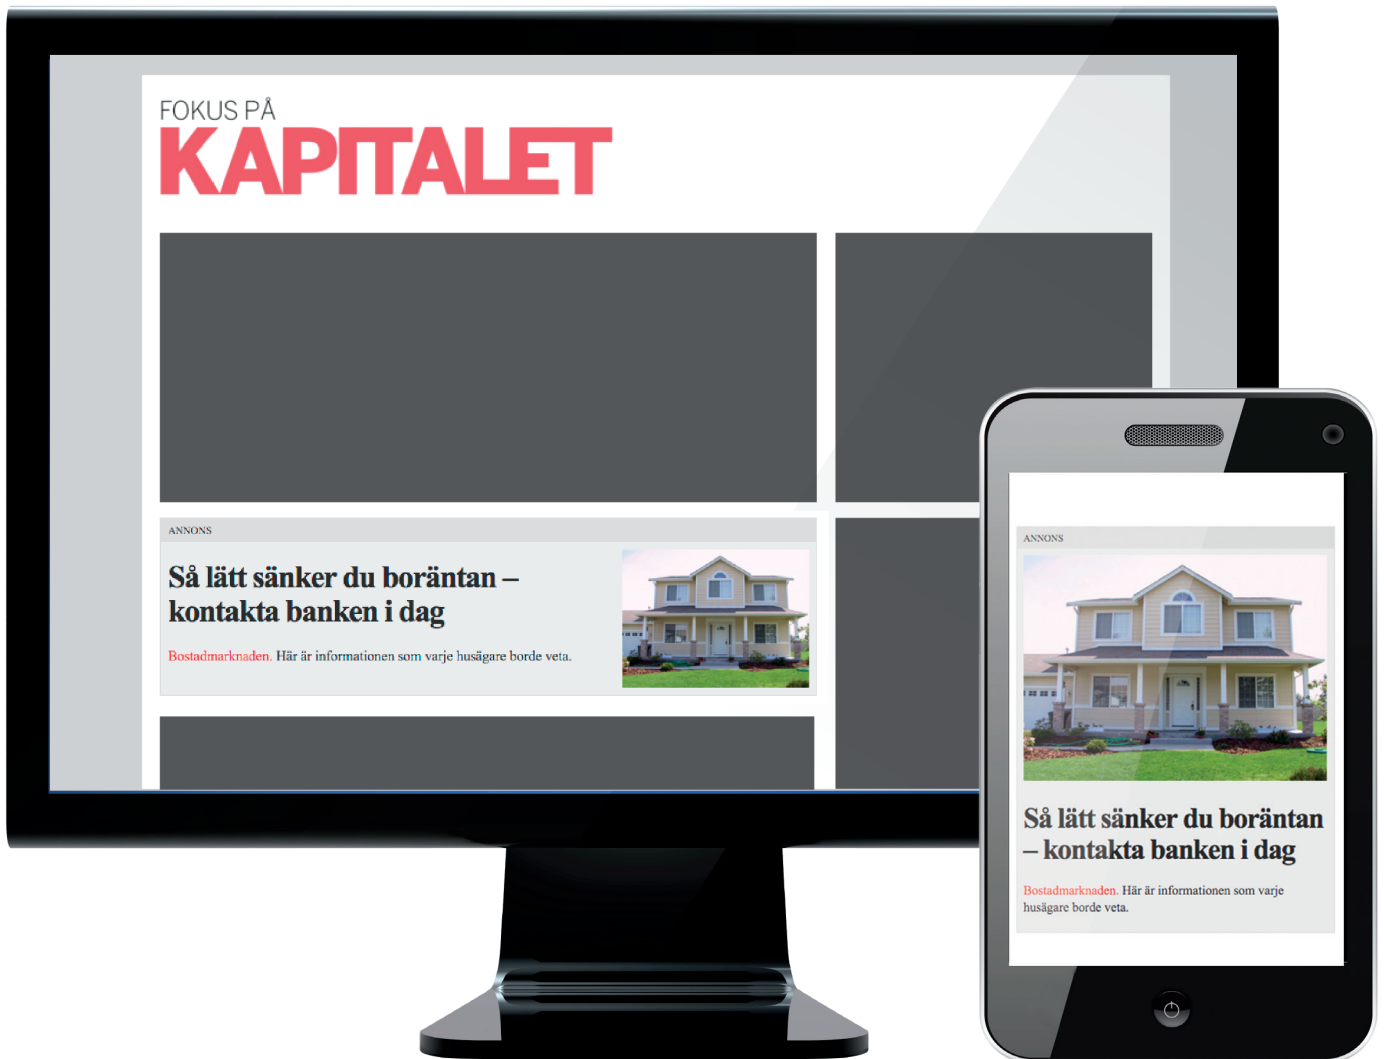 FOKUS PÅ
KAPITALET
ANNONS
Så lätt sänker du boräntan –
kontakta banken i dag
Bostadmarknaden. Här är informationen som varje husägare borde veta.
ANNONS
Så lätt sänker du boräntan
– kontakta banken i dag
Bostadmarknaden. Här är informationen som varje
husägare borde veta.